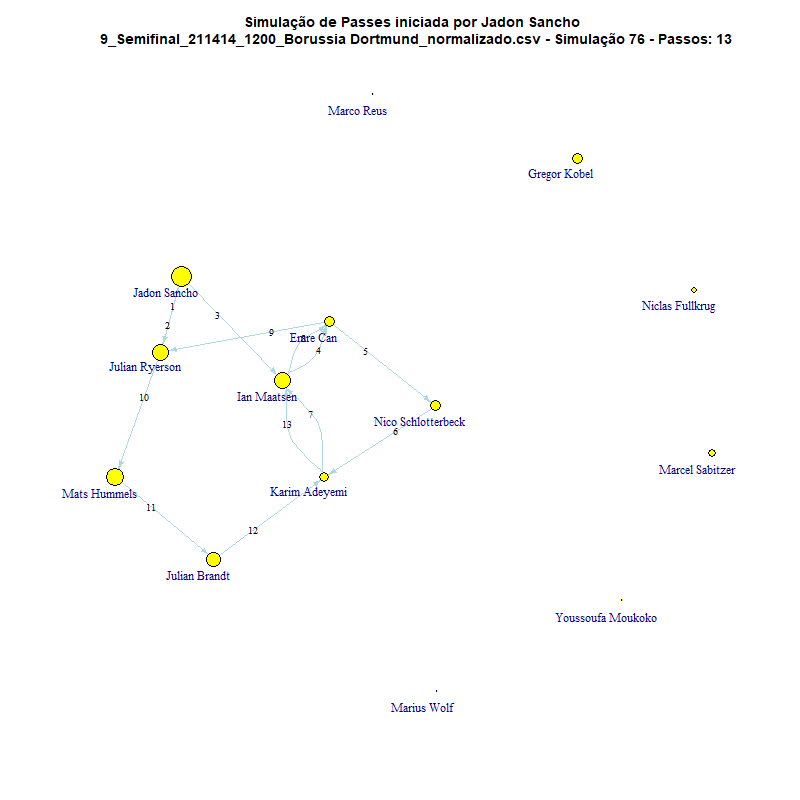 Simulação de Passes iniciada por Jadon Sancho
9_Semifinal_211414_1200_Borussia Dortmund_normalizado.csv - Simulação 76 - Passos: 13
Marco Reus
Gregor Kobel
Jadon Sancho
Niclas Fullkrug
1
3
2
9
Emre Can
4
5
Julian Ryerson
Ian Maatsen
10
7
Nico Schlotterbeck
13
6
Marcel Sabitzer
Mats Hummels
Karim Adeyemi
11
12
Julian Brandt
Youssoufa Moukoko
Marius Wolf